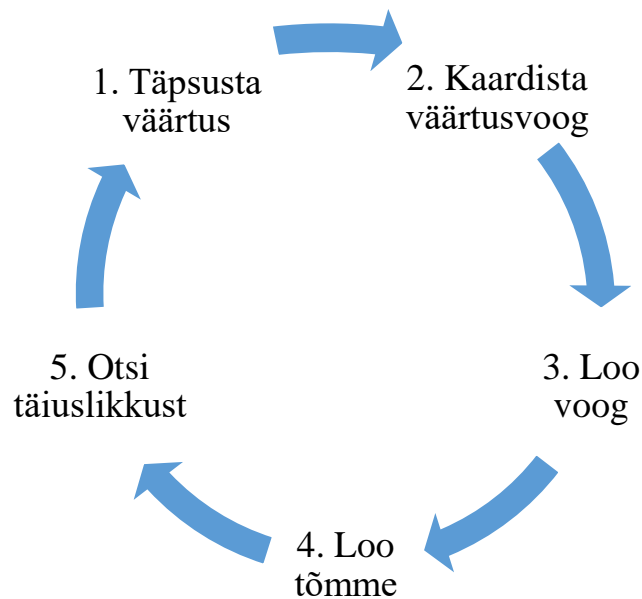 1. Täpsusta
väärtus
2. Kaardista
väärtusvoog
3. Loo
voog
4. Loo
tõmme
5. Otsi
täiuslikkust